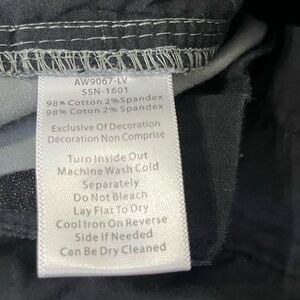 AW9067-LV
SSN-1601
98% Cotton 2% Spandex
98% Cotton 2% Spandex
Exclusive Of Decoration
Décoration Non Comprise
Turn Inside Out
Machine Wash Cold
Separately
Do Not Bleach
Lay Flat To Dry
Cool Iron On Reverse
Side if Needed
Can Be Dry Cleaned